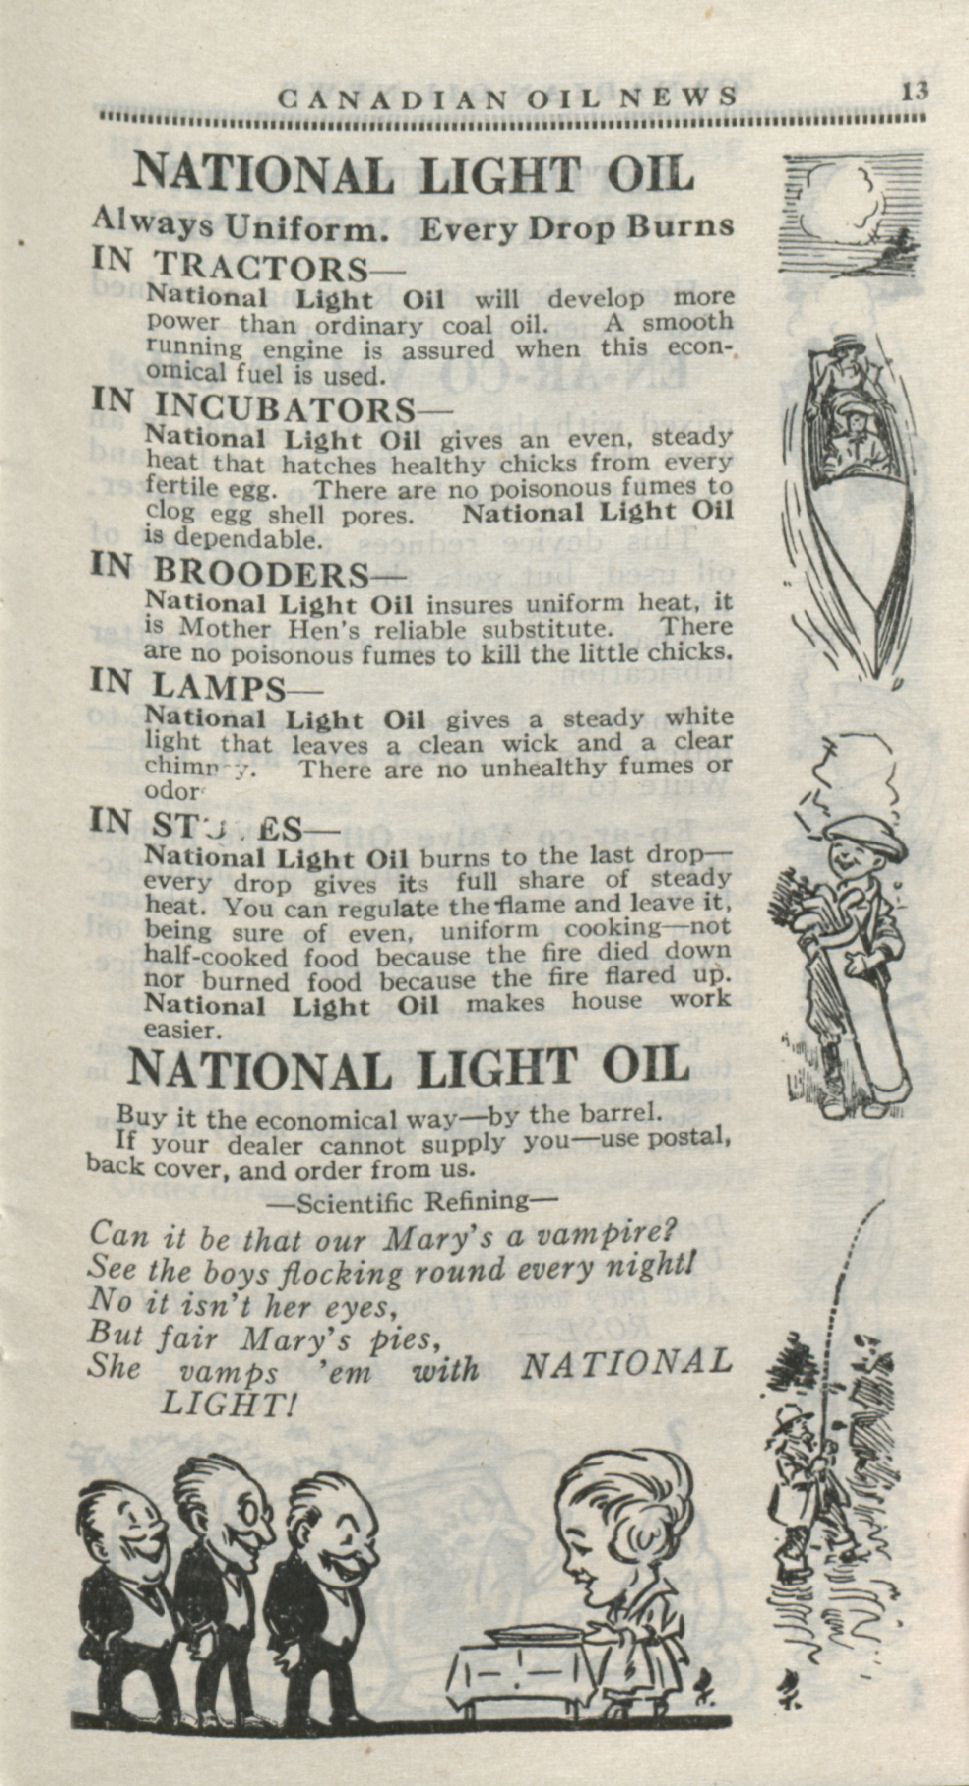 CANADIAN OIL NEWS 13
NATIONAL LIGHT OIL
Always Uniform. Every Drop Burns
IN TRACTORS—
National Light Oil will develop more
power than ordinary coal oil. A smooth
running engine is assured when this econ-
omical fuel is used.
IN INCUBATORS—
National Light Oil gives an even, steady
heat that hatches healthy chicks from every
fertile egg. There are no poisonous fumes to
clog egg shell pores. National Light Oil
is dependable.
IN BROODERS—
National Light Oil insures uniform heat, it
is Mother Hen's reliable substitute. There
are no poisonous fumes to kill the little chicks.
IN LAMPS—
National Light Oil gives a steady white
light that leaves a clean wick and a clear
chimney. There are no unhealthy fumes or
odor
IN STOVES—
National Light Oil burns to the last drop—
every drop gives its full share of steady
heat. You can regulate the flame and leave it,
being sure of even, uniform cooking—not
half-cooked food because the fire died down
nor burned food because the fire flared up.
National Light Oil makes house work
easier.
NATIONAL LIGHT OIL
Buy it the economical way—by the barrel.
If your dealer cannot supply you—use postal,
back cover, and order from us.
—Scientific Refining—
Can it be that our Mary's a vampire?
See the boys flocking round every night!
No it isn't her eyes,
But fair Mary's pies,
She vamps 'em with NATIONAL
LIGHT!